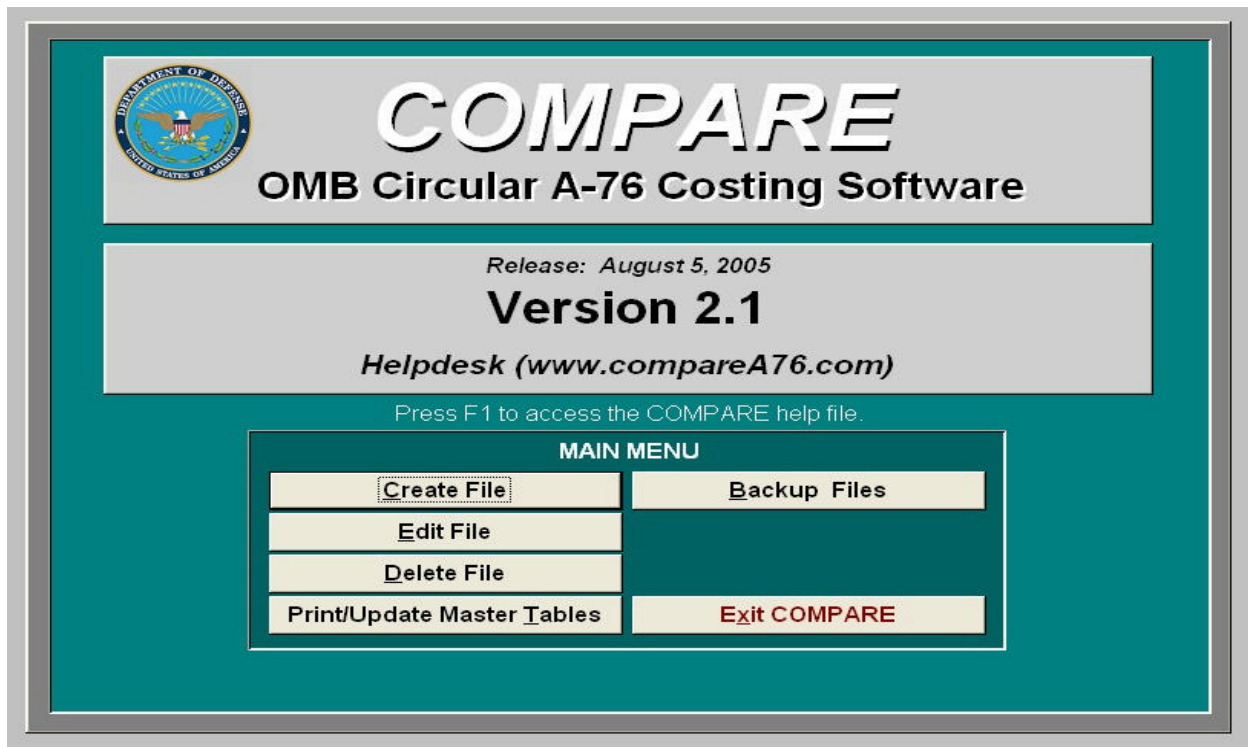 DEPARTMENT OF DEFENSE
UNITED STATES OF AMERICA
COMPARE
OMB Circular A-76 Costing Software
Release: August 5, 2005
Version 2.1
Helpdesk (www.compareA76.com)
Press F1 to access the COMPARE help file.
MAIN MENU
Create File
Backup Files
Edit File
Delete File
Print/Update Master Tables
Exit COMPARE